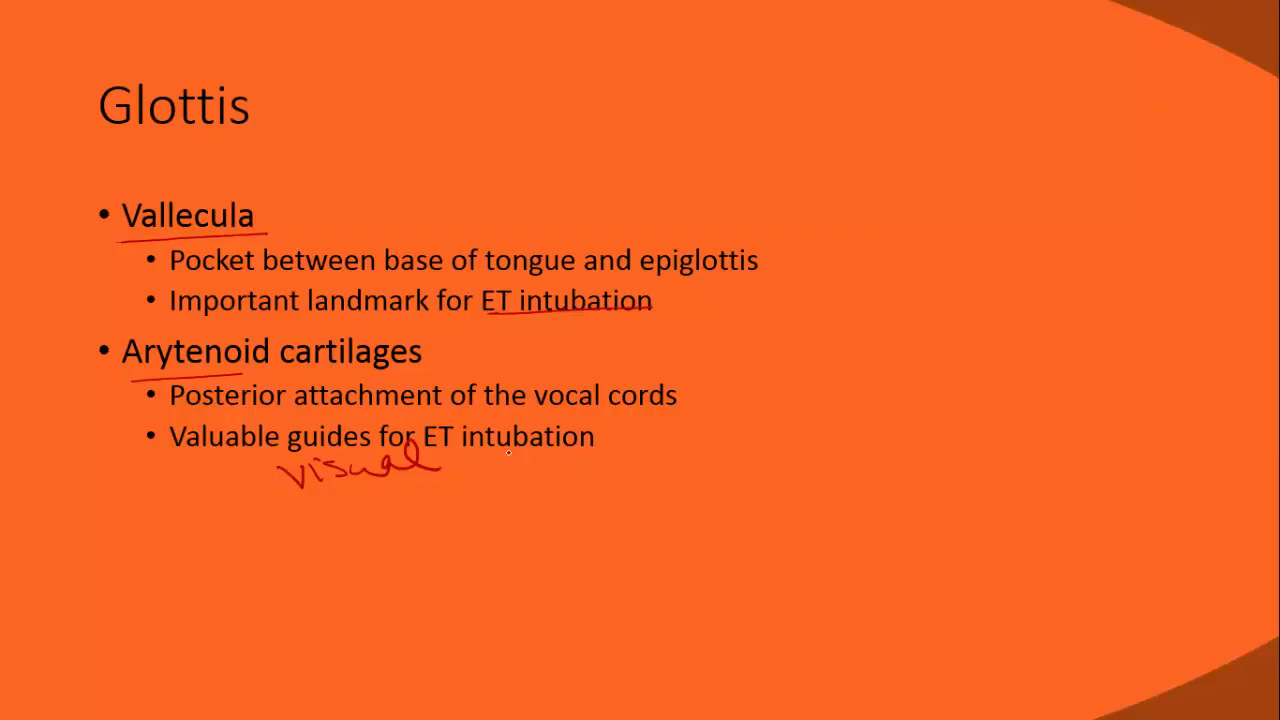 Glottis
• Vallecula
• Pocket between base of tongue and epiglottis
• Important landmark for ET intubation
• Arytenoid cartilages
• Posterior attachment of the vocal cords
• Valuable guides for ET intubation
visual